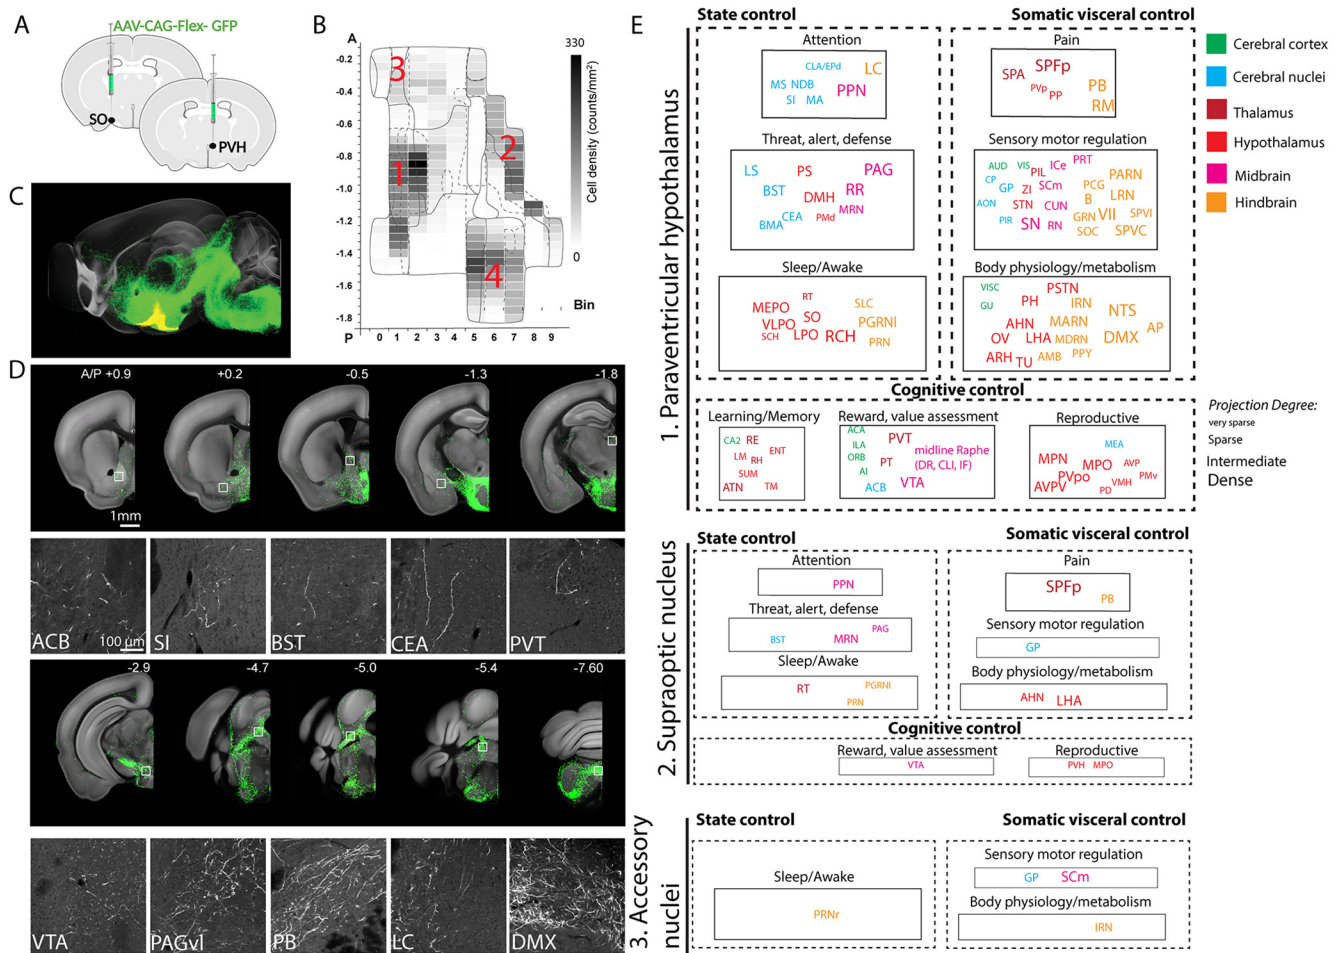 A
AAV-CAG-Flex- GFP
SO
PVH
B
A
-0.2
-0.4
-0.6
-0.8
-1.0
-1.2
-1.4
-1.6
-1.8
P
0 1 2 3 4 5 6 7 8 9
Bin
3
2
1
4
330
Cell density (counts/mm²)
0
C
D
A/P +0.9 +0.2 -0.5 -1.3 -1.8
1mm
ACB SI BST CEA PVT
100 µm
-2.9 -4.7 -5.0 -5.4 -7.60
VTA PAGvl PB LC DMX
E
1. Paraventricular hypothalamus
State control
Attention
CLA/EPd
LC
MS NDB
PPN
SI MA
Threat, alert, defense
LS PS PAG
BST DMH RR
CEA PMd MRN
BMA
Sleep/Awake
RT
MEPO SLC
VLPO SO PGRNl
SCH LPO RCH PRN
Somatic visceral control
Pain
SPFp
SPA
PVp PP
PB
RM
Sensory motor regulation
AUD VIS ICe PRT
PIL
CP GP ZI SCm PCG PARN
AON STN CUN B LRN
PIR SN RN GRN VII SPVI
SOC SPVC
Body physiology/metabolism
VISC PSTN
GU PH IRN NTS
AHN MARN AP
OV LHA MDRN DMX
ARH TU AMB PPY
Cognitive control
Learning/Memory
CA2 RE
ENT
LM RH
SUM
ATN TM
Reward, value assessment
ACA
ILA PVT
ORB PT midline Raphe
(DR, CLI, IF)
AI
ACB VTA
Reproductive
MEA
MPN MPO AVP
PVpo VMH PMv
AVPV PD
Cerebral cortex
Cerebral nuclei
Thalamus
Hypothalamus
Midbrain
Hindbrain
Projection Degree:
very sparse
Sparse
Intermediate
Dense
2. Supraoptic nucleus
State control
Attention
PPN
Threat, alert, defense
BST MRN PAG
Sleep/Awake
RT PGRNl
PRN
Somatic visceral control
Pain
SPFp
PB
Sensory motor regulation
GP
Body physiology/metabolism
AHN LHA
Cognitive control
Reward, value assessment
VTA
Reproductive
PVH MPO
3. Accessory
nuclei
State control
Sleep/Awake
PRNr
Somatic visceral control
Sensory motor regulation
GP SCm
Body physiology/metabolism
IRN